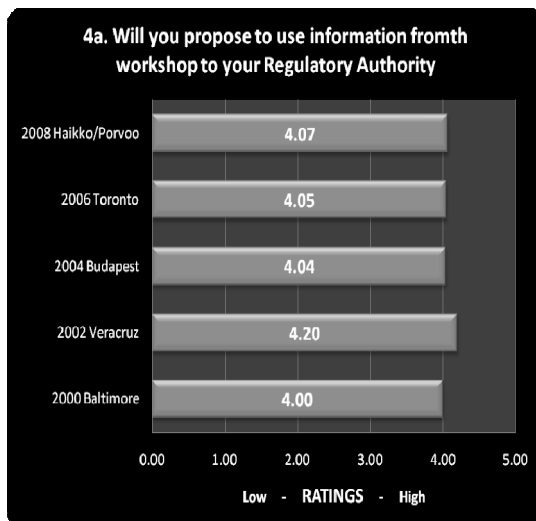 4a. Will you propose to use information fromth
workshop to your Regulatory Authority
2008 Haikko/Porvoo
4.07
2006 Toronto
4.05
2004 Budapest
4.04
2002 Veracruz
4.20
2000 Baltimore
4.00
0.00 1.00 2.00 3.00 4.00 5.00
Low - RATINGS - High